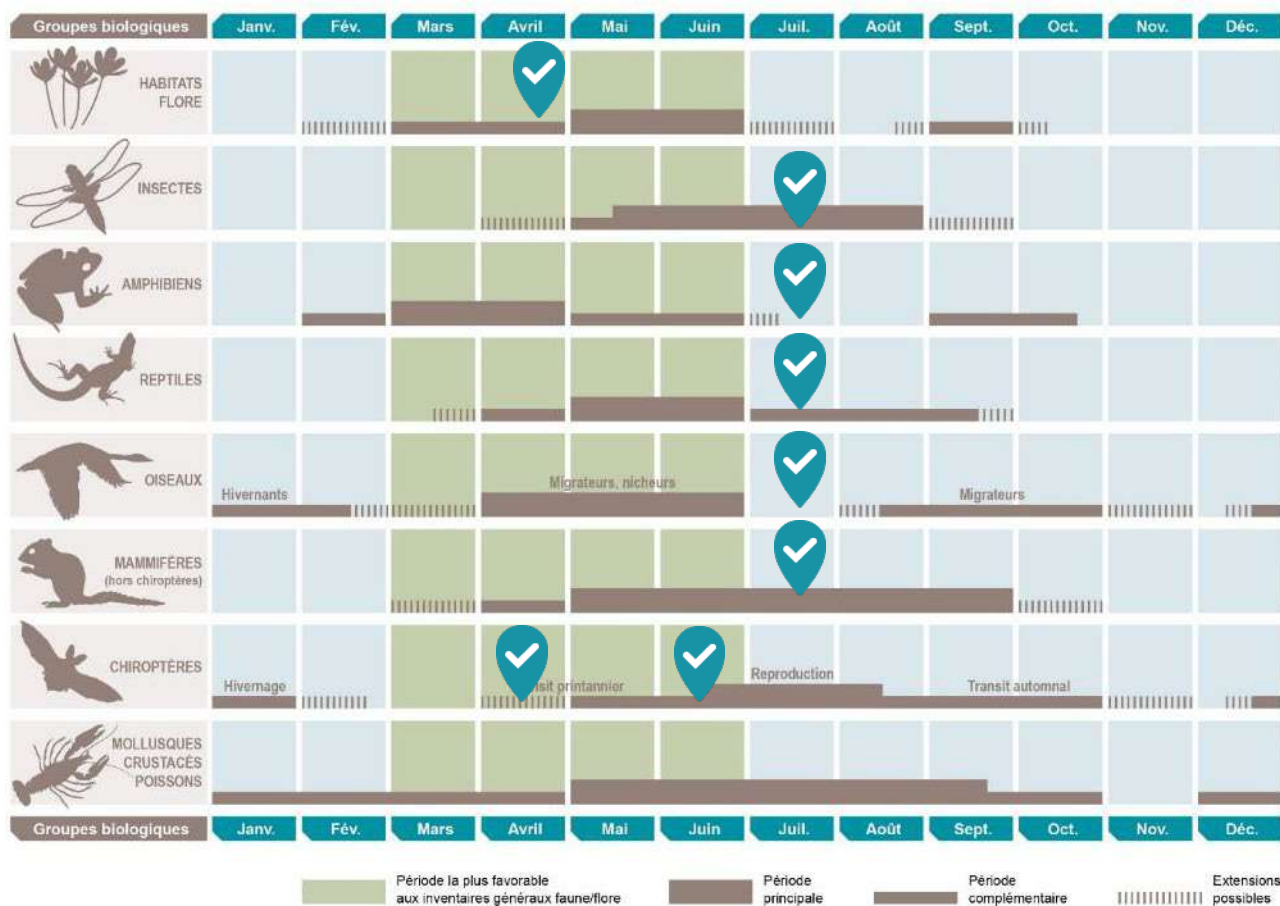 Groupes biologiques Janv. Fév. Mars Avril Mai Juin Juil. Août Sept. Oct. Nov. Déc.
HABITATS
FLORE
INSECTES
AMPHIBIENS
REPTILES
OISEAUX
Hivernants
Migrateurs, nicheurs
Migrateurs
MAMMIFÈRES
(hors chiroptères)
CHIROPTÈRES
Hivernage
printannier
Reproduction
Transit automnal
MOLLUSQUES
CRUSTACÉS
POISSONS
Groupes biologiques Janv. Fév. Mars Avril Mai Juin Juil. Août Sept. Oct. Nov. Déc.
Période la plus favorable
aux inventaires généraux faune/flore
Période
principale
Période
complémentaire
Extensions
possibles